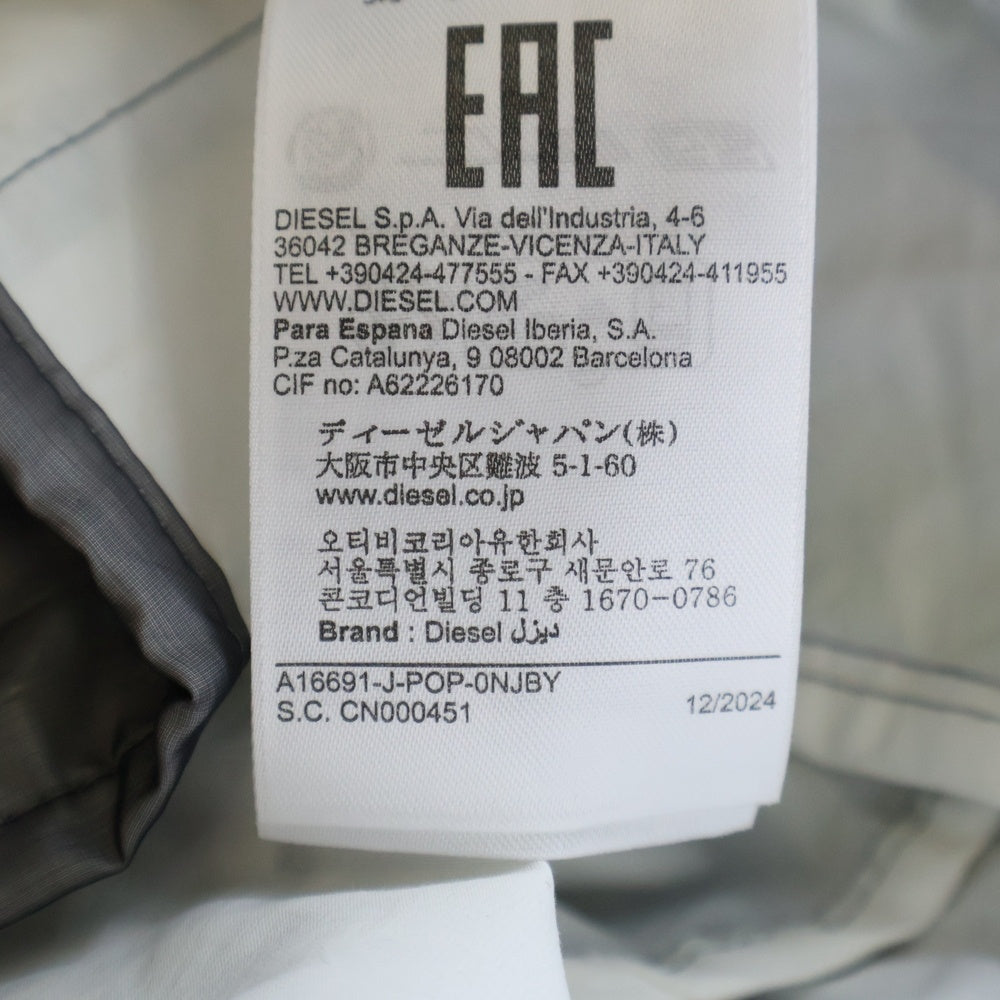 EAC
DIESEL S.p.A. Via dell'Industria, 4-6
36042 BREGANZE-VICENZA-ITALY
TEL +390424-477555 - FAX +390424-411955
WWW.DIESEL.COM
Para Espana Diesel Iberia, S.A.
P.za Catalunya, 9 08002 Barcelona
CIF no: A62226170
ディーゼルジャパン(株)
大阪市中央区難波 5-1-60
www.diesel.co.jp
오티비코리아유한회사
서울특별시 종로구 새문안로 76
콘코디언빌딩 11 층 1670-0786
Brand : Diesel ديزل
A16691-J-POP-0NJBY
S.C. CN000451
12/2024